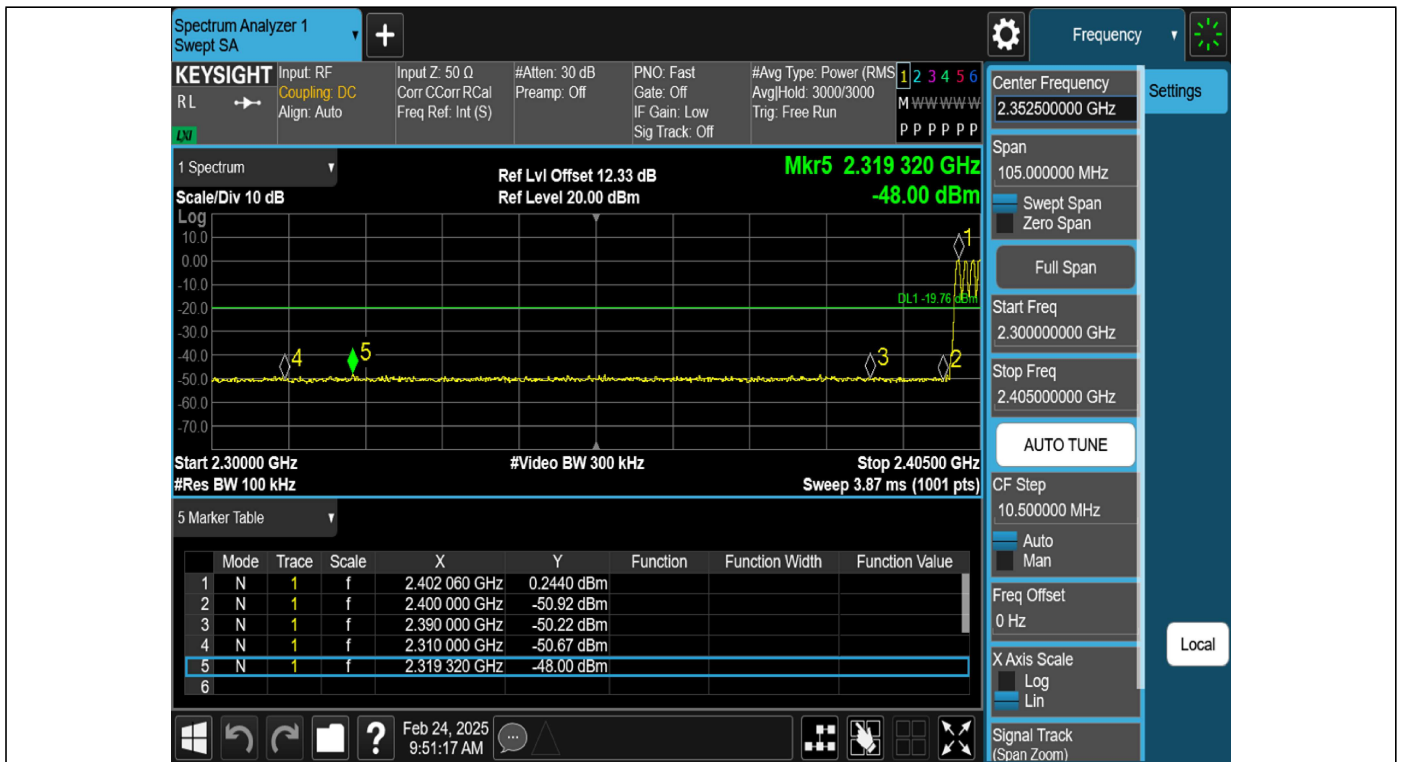 Spectrum Analyzer 1
Swept SA
+
Frequency
KEYSIGHT
RL
LXI
Input: RF
Coupling: DC
Align: Auto
Input Z: 50 Ω
Corr CCorr RCal
Freq Ref: Int (S)
#Atten: 30 dB
Preamp: Off
PNO: Fast
Gate: Off
IF Gain: Low
Sig Track: Off
#Avg Type: Power (RMS
Avg|Hold: 3000/3000
Trig: Free Run
1 2 3 4 5 6
M W W W W W
P P P P P P
1 Spectrum
Scale/Div 10 dB
Ref Lvl Offset 12.33 dB
Ref Level 20.00 dBm
Mkr5 2.319 320 GHz
-48.00 dBm
Log
10.0
0.00
-10.0
-20.0
-30.0
-40.0
-50.0
-60.0
-70.0
1
DL1 -19.76 dBm
4
5
3
2
Start 2.30000 GHz
#Video BW 300 kHz
Stop 2.40500 GHz
#Res BW 100 kHz
Sweep 3.87 ms (1001 pts)
5 Marker Table
Mode Trace Scale X Y Function Function Width Function Value
1 N 1 f 2.402 060 GHz 0.2440 dBm
2 N 1 f 2.400 000 GHz -50.92 dBm
3 N 1 f 2.390 000 GHz -50.22 dBm
4 N 1 f 2.310 000 GHz -50.67 dBm
5 N 1 f 2.319 320 GHz -48.00 dBm
6
?
Feb 24, 2025
9:51:17 AM
Center Frequency
2.352500000 GHz
Settings
Span
105.000000 MHz
Swept Span
Zero Span
Full Span
Start Freq
2.300000000 GHz
Stop Freq
2.405000000 GHz
AUTO TUNE
CF Step
10.500000 MHz
Auto
Man
Freq Offset
0 Hz
Local
X Axis Scale
Log
Lin
Signal Track
(Span Zoom)